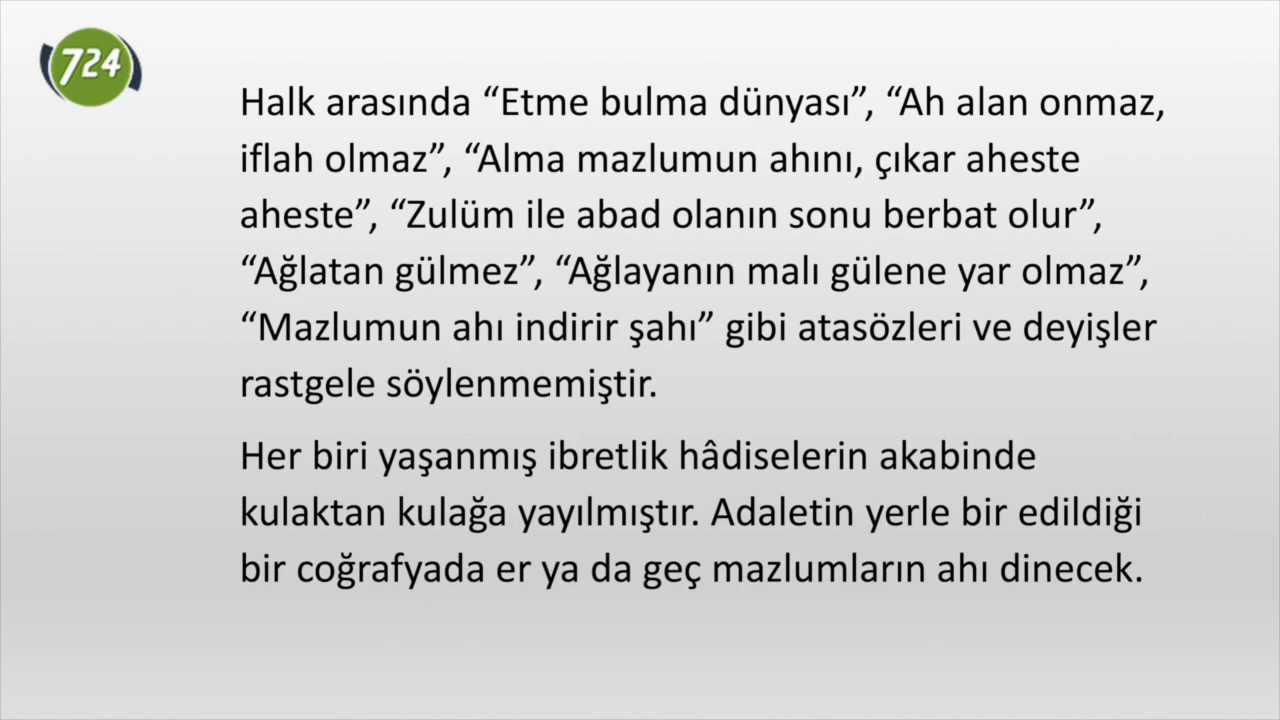 724
Halk arasında “Etme bulma dünyası”, “Ah alan onmaz,
iflah olmaz”, “Alma mazlumun ahını, çıkar aheste
aheste”, “Zulüm ile abad olanın sonu berbat olur”,
“Ağlatan gülmez”, “Ağlayanın malı gülene yar olmaz”,
“Mazlumun ahı indirir şahı” gibi atasözleri ve deyişler
rastgele söylenmemiştir.
Her biri yaşanmış ibretlik hâdiselerin akabinde
kulaktan kulağa yayılmıştır. Adaletin yerle bir edildiği
bir coğrafyada er ya da geç mazlumların ahı dinecek.